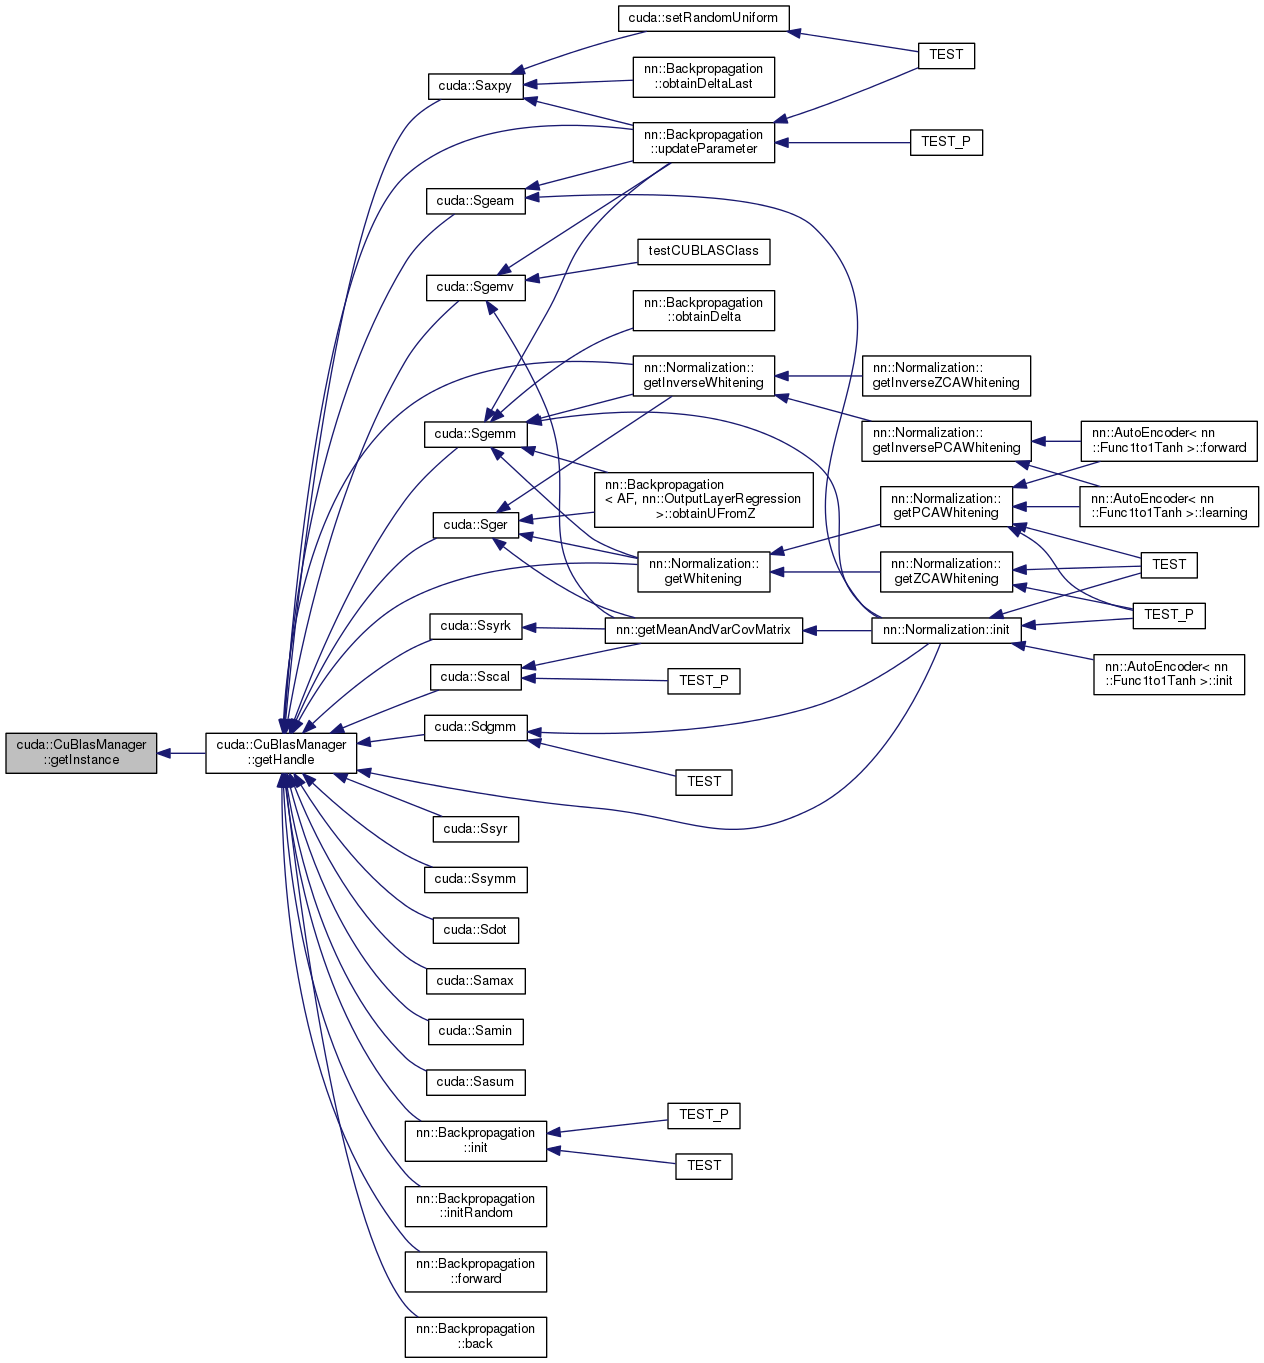 cuda::setRandomUniform
TEST
nn::Backpropagation
::obtainDeltaLast
cuda::Saxpy
nn::Backpropagation
::updateParameter
TEST_P
cuda::Sgeam
testCUBLASClass
cuda::Sgemv
nn::Backpropagation
::obtainDelta
nn::Normalization::
getInverseWhitening
nn::Normalization::
getInverseZCAWhitening
cuda::Sgemm
nn::Normalization::
getInversePCAWhitening
nn::AutoEncoder< nn
::Func1to1Tanh >::forward
nn::Backpropagation
< AF, nn::OutputLayerRegression
>::obtainUFromZ
nn::Normalization::
getPCAWhitening
nn::AutoEncoder< nn
::Func1to1Tanh >::learning
cuda::Sger
nn::Normalization::
getWhitening
nn::Normalization::
getZCAWhitening
TEST
TEST_P
cuda::Ssyrk
nn::getMeanAndVarCovMatrix
nn::Normalization::init
cuda::Sscal
TEST_P
nn::AutoEncoder< nn
::Func1to1Tanh >::init
cuda::Sdgmm
cuda::CuBlasManager
::getInstance
cuda::CuBlasManager
::getHandle
TEST
cuda::Ssyr
cuda::Ssymm
cuda::Sdot
cuda::Samax
cuda::Samin
cuda::Sasum
TEST_P
nn::Backpropagation
::init
TEST
nn::Backpropagation
::initRandom
nn::Backpropagation
::forward
nn::Backpropagation
::back